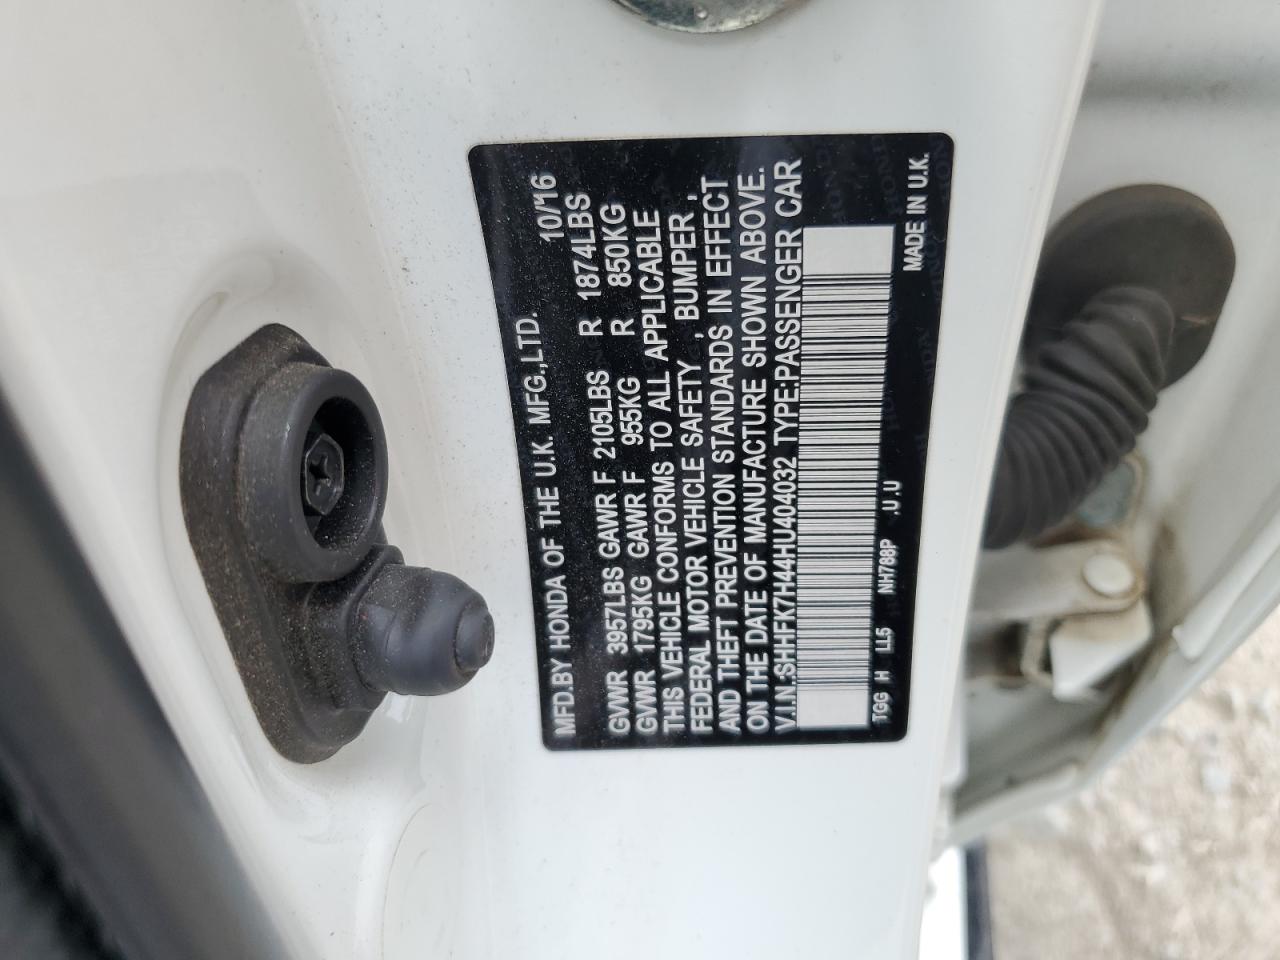 MFD.BY HONDA OF THE U.K. MFG.,LTD. 10/16
GVWR 3957LBS GAWR F 2105LBS R 1874LBS
GVWR 1795KG GAWR F 955KG R 850KG
THIS VEHICLE CONFORMS TO ALL APPLICABLE
FEDERAL MOTOR VEHICLE SAFETY , BUMPER ,
AND THEFT PREVENTION STANDARDS IN EFFECT
ON THE DATE OF MANUFACTURE SHOWN ABOVE.
V.I.N.:SHHFK7H44HU404032 TYPE:PASSENGER CAR
TGG H LL5 NH788P .U.U MADE IN U.K.